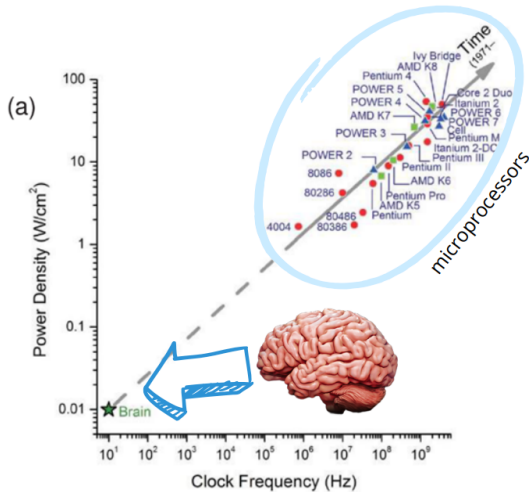 (a)
Power Density (W/cm²)
100
10
1
0.1
0.01
Time
(1971–
Ivy Bridge
AMD K8
Pentium 4
POWER 5
POWER 4
AMD K7
POWER 3
POWER 2
8086
80286
4004
80486
80386
Core 2 Duo
Itanium 2
POWER 6
POWER 7
Cell
Pentium M
Itanium 2-DC
Pentium III
Pentium II
AMD K6
Pentium Pro
AMD K5
Pentium
microprocessors
Brain
10¹ 10² 10³ 10⁴ 10⁵ 10⁶ 10⁷ 10⁸ 10⁹
Clock Frequency (Hz)